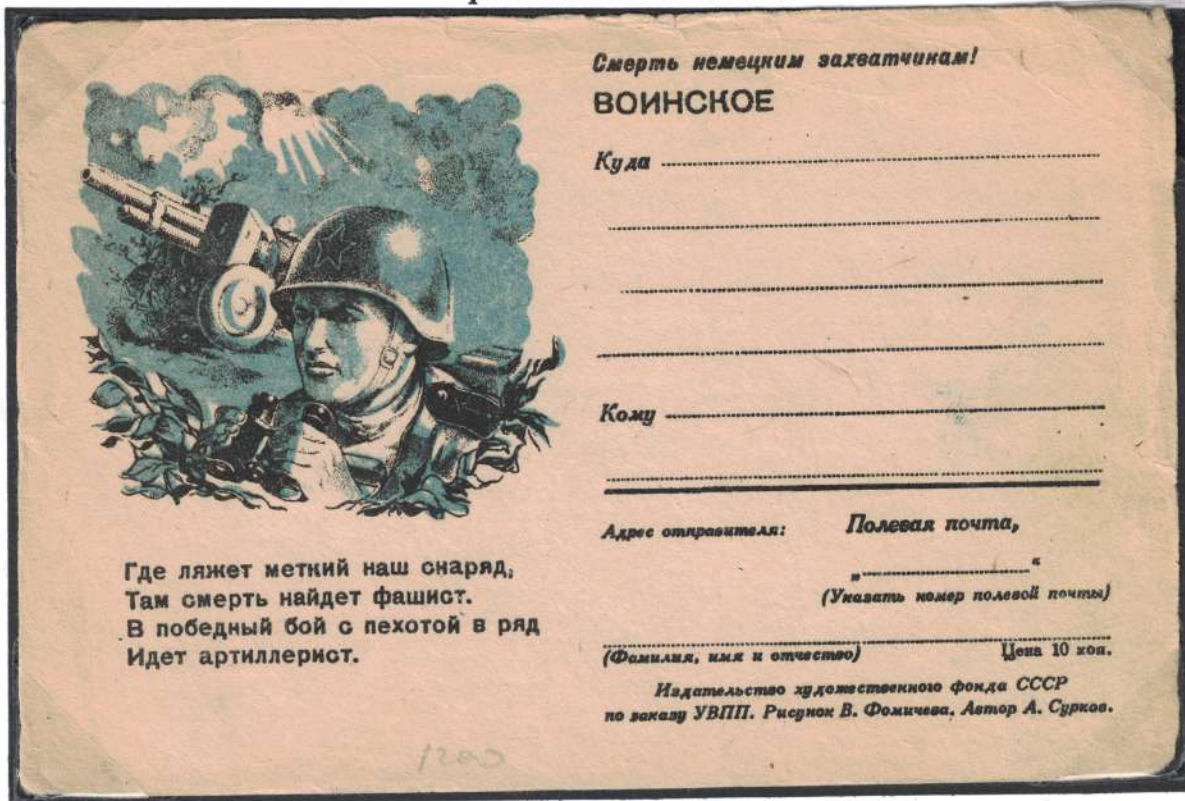 Смерть немецким захватчикам!
ВОИНСКОЕ
Куда
Кому
Адрес отправителя:
Полевая почта,
„ “
(Указать номер полевой почты)
(Фамилия, имя и отчество)
Цена 10 коп.
Издательство художественного фонда СССР
по заказу УВПП. Рисунок В. Фомичева, Автор А. Сурков.
Где ляжет меткий наш снаряд,
Там смерть найдет фашист.
В победный бой с пехотой в ряд
Идет артиллерист.